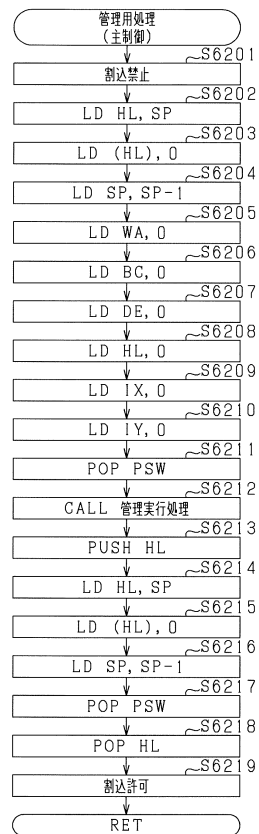 管理用処理
(主制御)
S6201
割込禁止
S6202
LD HL, SP
S6203
LD (HL), 0
S6204
LD SP, SP-1
S6205
LD WA, 0
S6206
LD BC, 0
S6207
LD DE, 0
S6208
LD HL, 0
S6209
LD IX, 0
S6210
LD IY, 0
S6211
POP PSW
S6212
CALL 管理実行処理
S6213
PUSH HL
S6214
LD HL, SP
S6215
LD (HL), 0
S6216
LD SP, SP-1
S6217
POP PSW
S6218
POP HL
S6219
割込許可
RET